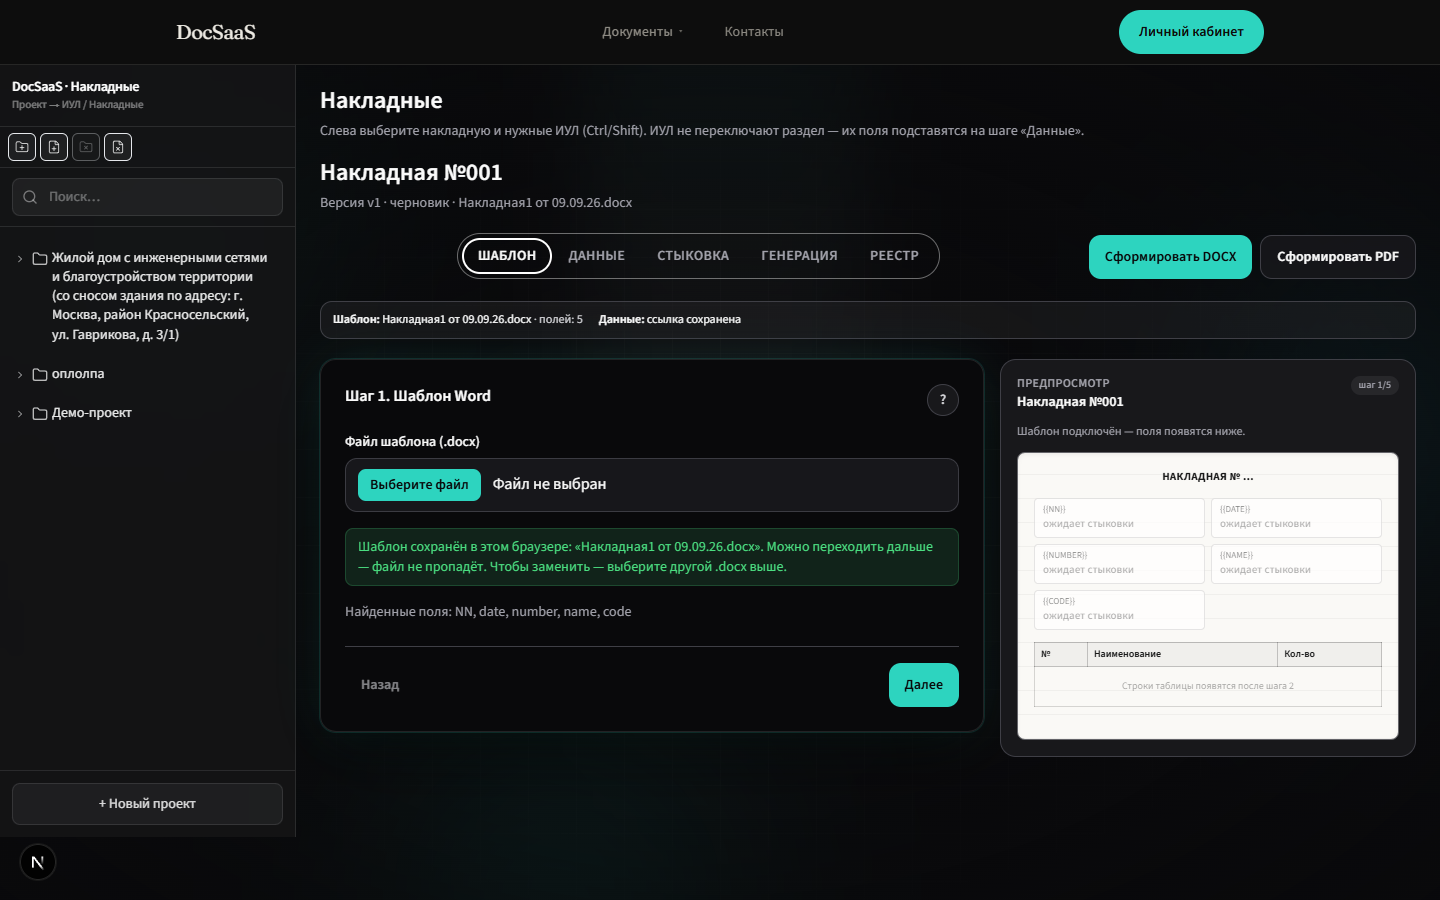 DocSaaS
Документы
Контакты
Личный кабинет
DocSaaS · Накладные
Проект → ИУЛ / Накладные
Поиск...
Жилой дом с инженерными сетями
и благоустройством территории
(со сносом здания по адресу: г.
Москва, район Красносельский,
ул. Гаврикова, д. 3/1)
оплолпа
Демо-проект
+ Новый проект
N
Накладные
Слева выберите накладную и нужные ИУЛ (Ctrl/Shift). ИУЛ не переключают раздел — их поля подставятся на шаге «Данные».
Накладная №001
Версия v1 · черновик · Накладная1 от 09.09.26.docx
ШАБЛОН
ДАННЫЕ
СТЫКОВКА
ГЕНЕРАЦИЯ
РЕЕСТР
Сформировать DOCX
Сформировать PDF
Шаблон: Накладная1 от 09.09.26.docx · полей: 5 Данные: ссылка сохранена
Шаг 1. Шаблон Word
?
Файл шаблона (.docx)
Выберите файл
Файл не выбран
Шаблон сохранён в этом браузере: «Накладная1 от 09.09.26.docx». Можно переходить дальше
— файл не пропадёт. Чтобы заменить — выберите другой .docx выше.
Найденные поля: NN, date, number, name, code
Назад
Далее
ПРЕДПРОСМОТР
шаг 1/5
Накладная №001
Шаблон подключён — поля появятся ниже.
НАКЛАДНАЯ № ...
{{NN}}
ожидает стыковки
{{DATE}}
ожидает стыковки
{{NUMBER}}
ожидает стыковки
{{NAME}}
ожидает стыковки
{{CODE}}
ожидает стыковки
№ Наименование Кол-во
Строки таблицы появятся после шага 2